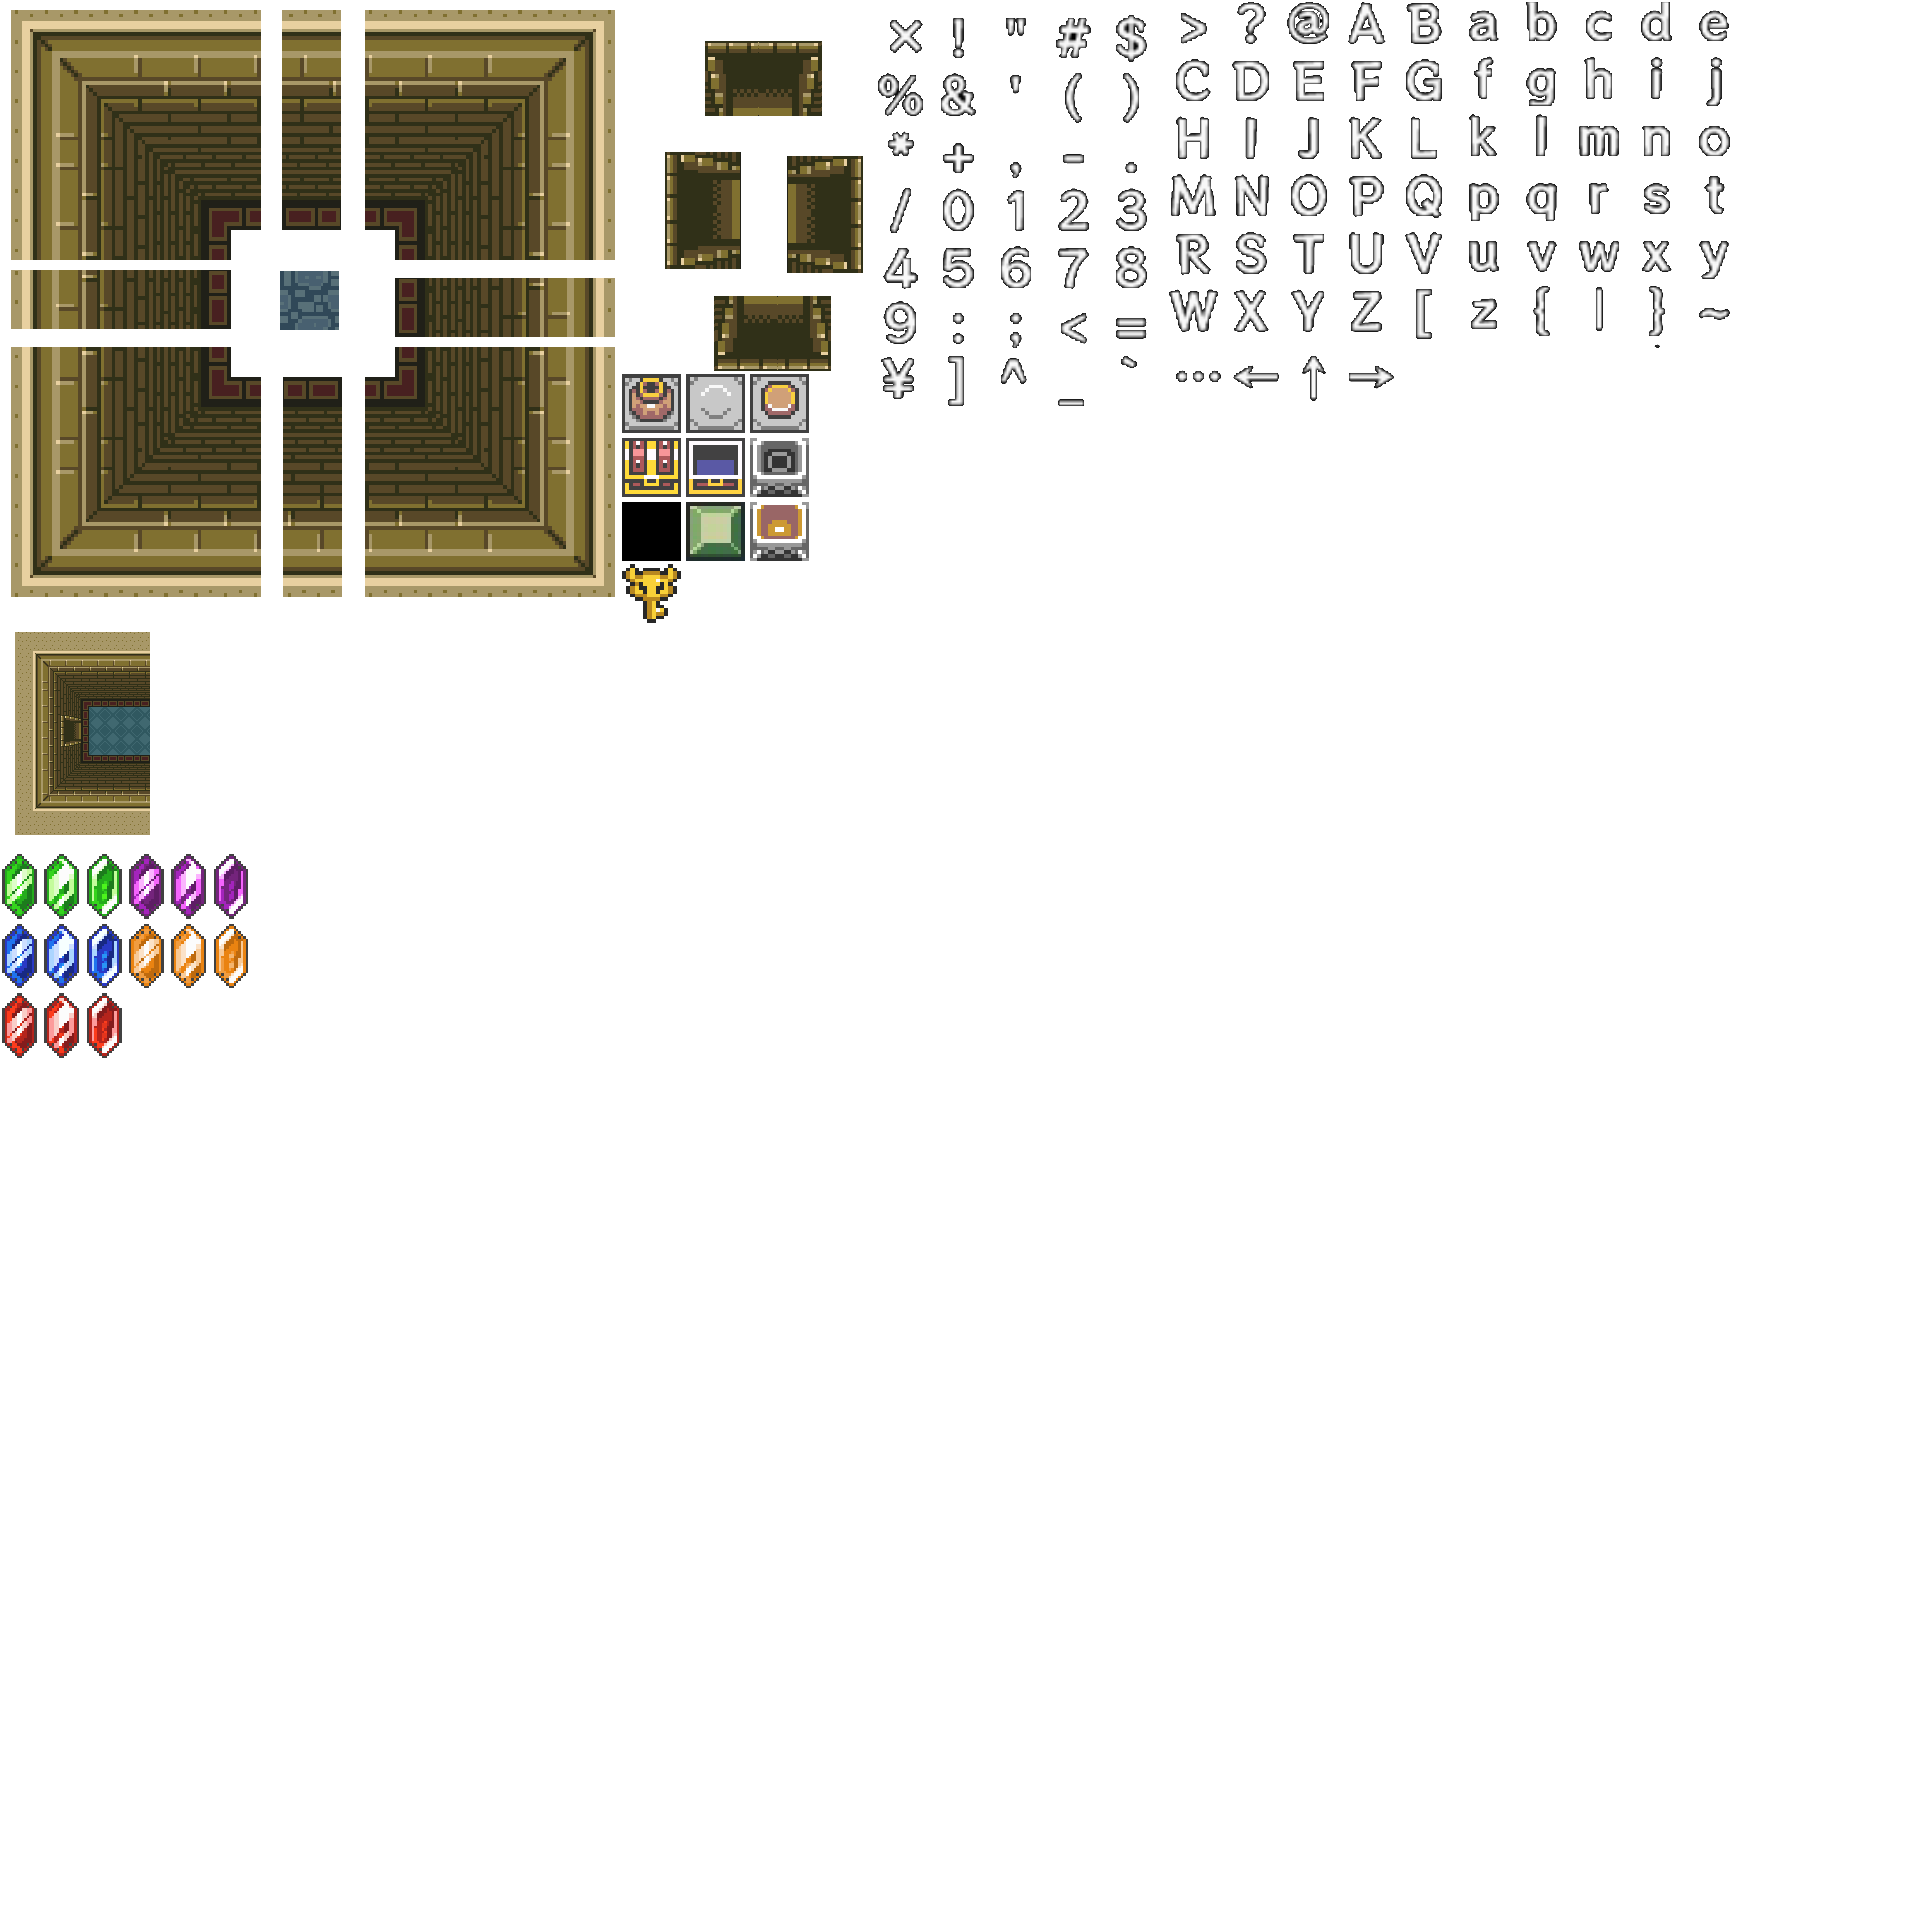 × ! " # $ > ? @ A B a b c d e
% & ' ( ) C D E F G f g h i j
* + , - . H I J K L k l m n o
/ 0 1 2 3 M N O P Q p q r s t
4 5 6 7 8 R S T U V u v w x y
9 : ; < = W X Y Z [ z { | } ~
¥ ] ^ _ ` … ← ↑ →